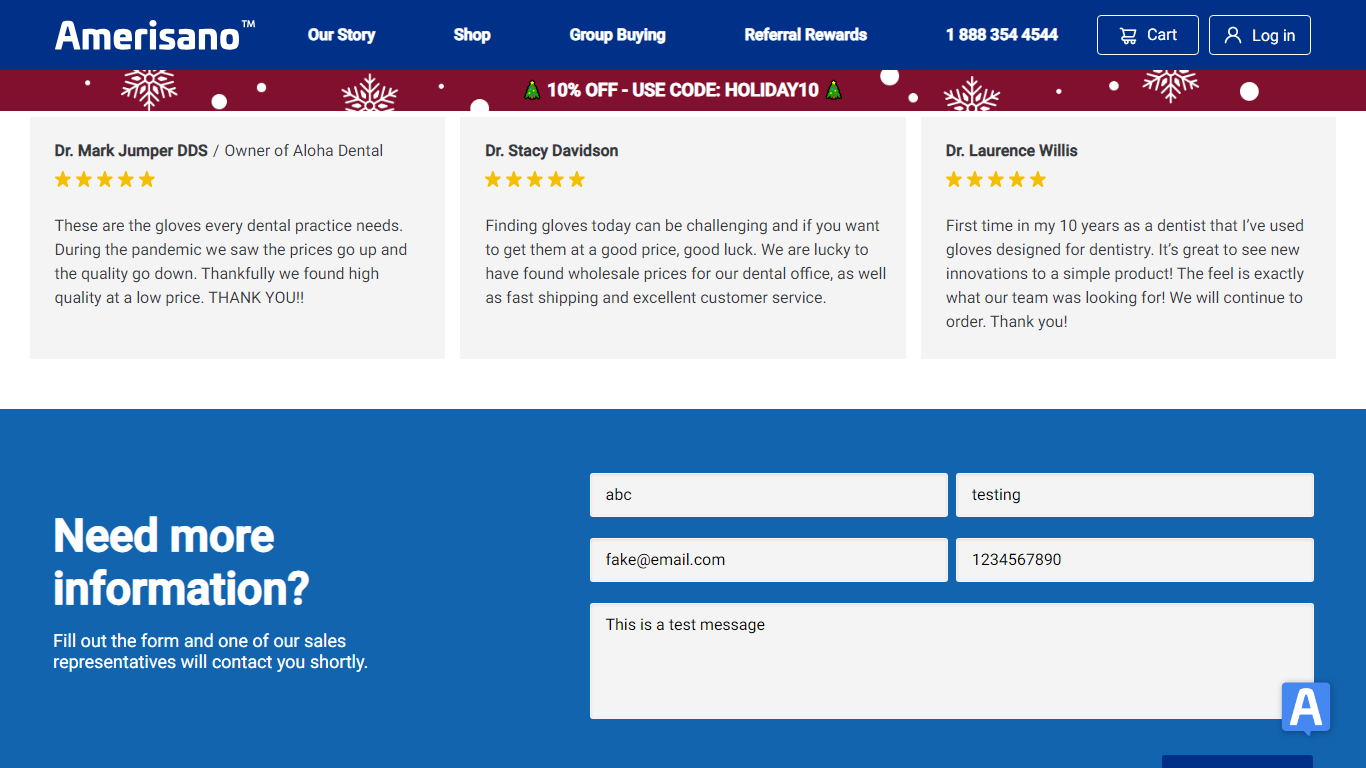 Amerisano™
Our Story
Shop
Group Buying
Referral Rewards
1 888 354 4544
Cart
Log in
10% OFF - USE CODE: HOLIDAY10
Dr. Mark Jumper DDS / Owner of Aloha Dental
These are the gloves every dental practice needs.
During the pandemic we saw the prices go up and
the quality go down. Thankfully we found high
quality at a low price. THANK YOU!!
Dr. Stacy Davidson
Finding gloves today can be challenging and if you want
to get them at a good price, good luck. We are lucky to
have found wholesale prices for our dental office, as well
as fast shipping and excellent customer service.
Dr. Laurence Willis
First time in my 10 years as a dentist that I’ve used
gloves designed for dentistry. It’s great to see new
innovations to a simple product! The feel is exactly
what our team was looking for! We will continue to
order. Thank you!
Need more
information?
Fill out the form and one of our sales
representatives will contact you shortly.
abc
testing
fake@email.com
1234567890
This is a test message
A